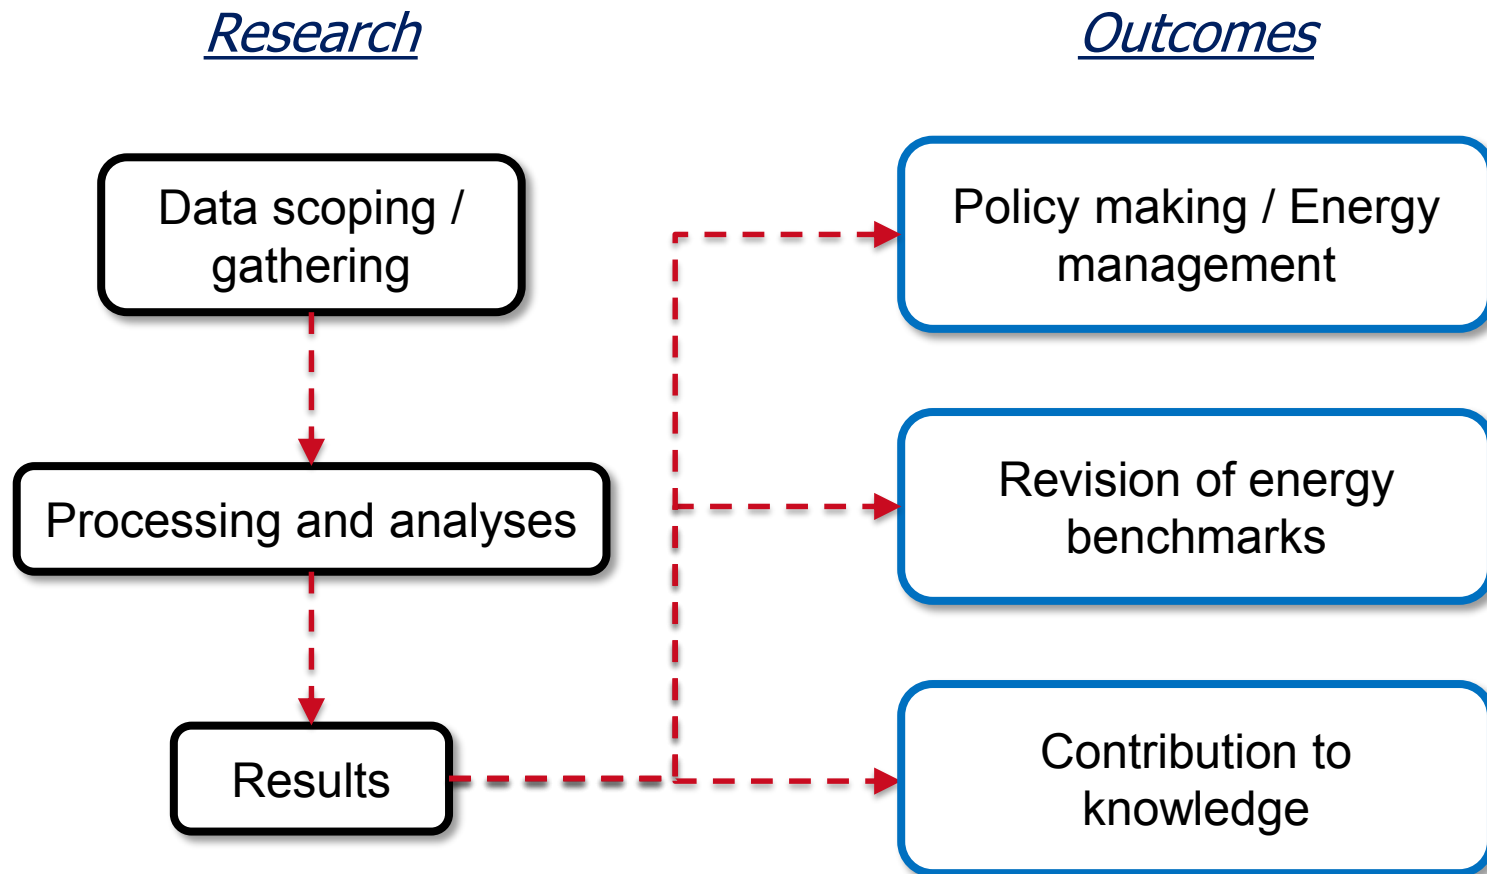 Research
Outcomes
Data scoping /
gathering
Processing and analyses
Results
Policy making / Energy
management
Revision of energy
benchmarks
Contribution to
knowledge